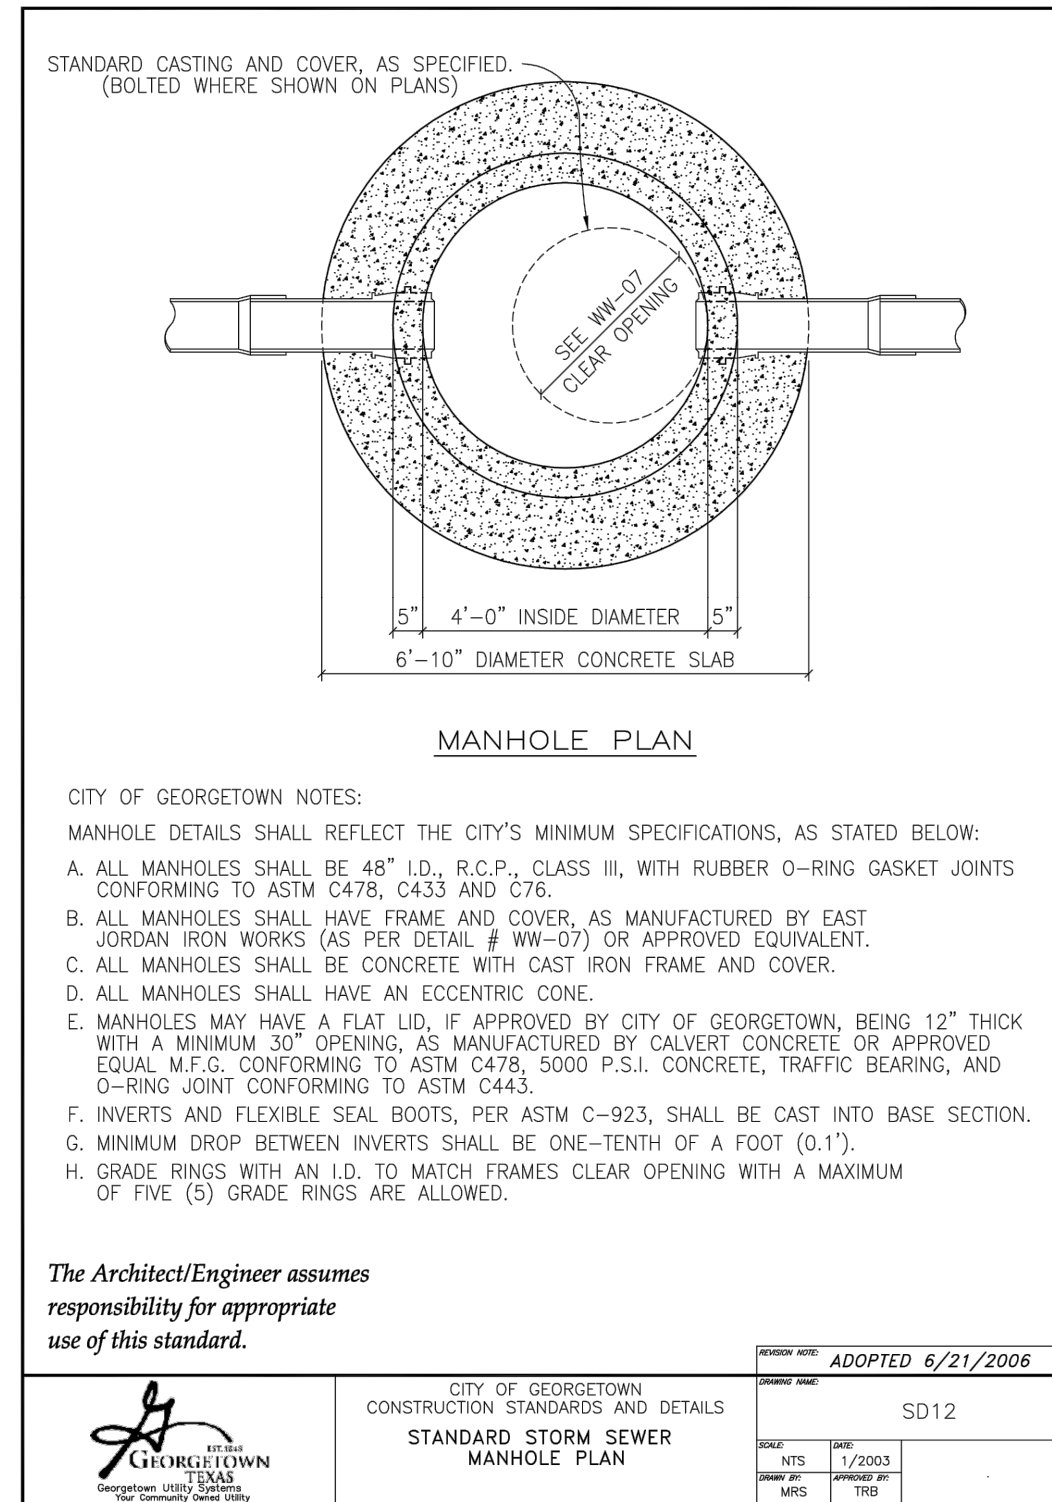 STANDARD CASTING AND COVER, AS SPECIFIED.
(BOLTED WHERE SHOWN ON PLANS)
SEE WW-07
CLEAR OPENING
5" 4'-0" INSIDE DIAMETER 5"
6'-10" DIAMETER CONCRETE SLAB
MANHOLE PLAN
CITY OF GEORGETOWN NOTES:
MANHOLE DETAILS SHALL REFLECT THE CITY'S MINIMUM SPECIFICATIONS, AS STATED BELOW:
A. ALL MANHOLES SHALL BE 48" I.D., R.C.P., CLASS III, WITH RUBBER O-RING GASKET JOINTS
CONFORMING TO ASTM C478, C433 AND C76.
B. ALL MANHOLES SHALL HAVE FRAME AND COVER, AS MANUFACTURED BY EAST
JORDAN IRON WORKS (AS PER DETAIL # WW-07) OR APPROVED EQUIVALENT.
C. ALL MANHOLES SHALL BE CONCRETE WITH CAST IRON FRAME AND COVER.
D. ALL MANHOLES SHALL HAVE AN ECCENTRIC CONE.
E. MANHOLES MAY HAVE A FLAT LID, IF APPROVED BY CITY OF GEORGETOWN, BEING 12" THICK
WITH A MINIMUM 30" OPENING, AS MANUFACTURED BY CALVERT CONCRETE OR APPROVED
EQUAL M.F.G. CONFORMING TO ASTM C478, 5000 P.S.I. CONCRETE, TRAFFIC BEARING, AND
O-RING JOINT CONFORMING TO ASTM C443.
F. INVERTS AND FLEXIBLE SEAL BOOTS, PER ASTM C-923, SHALL BE CAST INTO BASE SECTION.
G. MINIMUM DROP BETWEEN INVERTS SHALL BE ONE-TENTH OF A FOOT (0.1').
H. GRADE RINGS WITH AN I.D. TO MATCH FRAMES CLEAR OPENING WITH A MAXIMUM
OF FIVE (5) GRADE RINGS ARE ALLOWED.
The Architect/Engineer assumes
responsibility for appropriate
use of this standard.
REVISION NOTE: ADOPTED 6/21/2006
EST. 1848
GEORGETOWN
TEXAS
Georgetown Utility Systems
Your Community Owned Utility
CITY OF GEORGETOWN
CONSTRUCTION STANDARDS AND DETAILS
STANDARD STORM SEWER
MANHOLE PLAN
DRAWING NAME:
SD12
SCALE: DATE:
NTS 1/2003
DRAWN BY: APPROVED BY:
MRS TRB